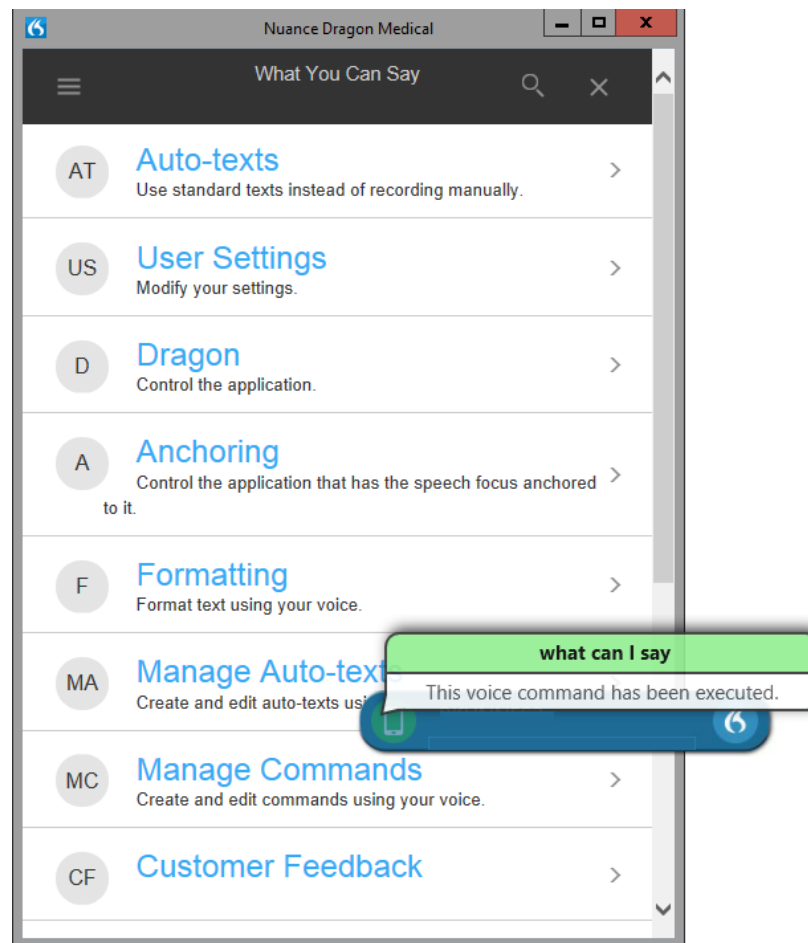 Nuance Dragon Medical
What You Can Say
AT
Auto-texts
Use standard texts instead of recording manually.
US
User Settings
Modify your settings.
D
Dragon
Control the application.
A
Anchoring
Control the application that has the speech focus anchored
to it.
F
Formatting
Format text using your voice.
MA
Manage Auto-texts
Create and edit auto-texts usi
what can I say
This voice command has been executed.
MC
Manage Commands
Create and edit commands using your voice.
CF
Customer Feedback